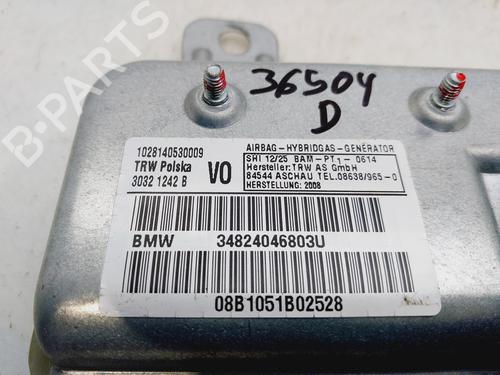 36504
D
1028140530009
TRW Polska
3032 1242 B
VO
AIRBAG-HYBRIDGAS-GENERATOR
SHI 12/25 BAM-PT1-0614
Hersteller:TRW AS GmbH
84544 ASCHAU TEL.08638/965-0
HERSTELLUNG: 2008
BMW 34824046803U
08B1051B02528
B-PARTS